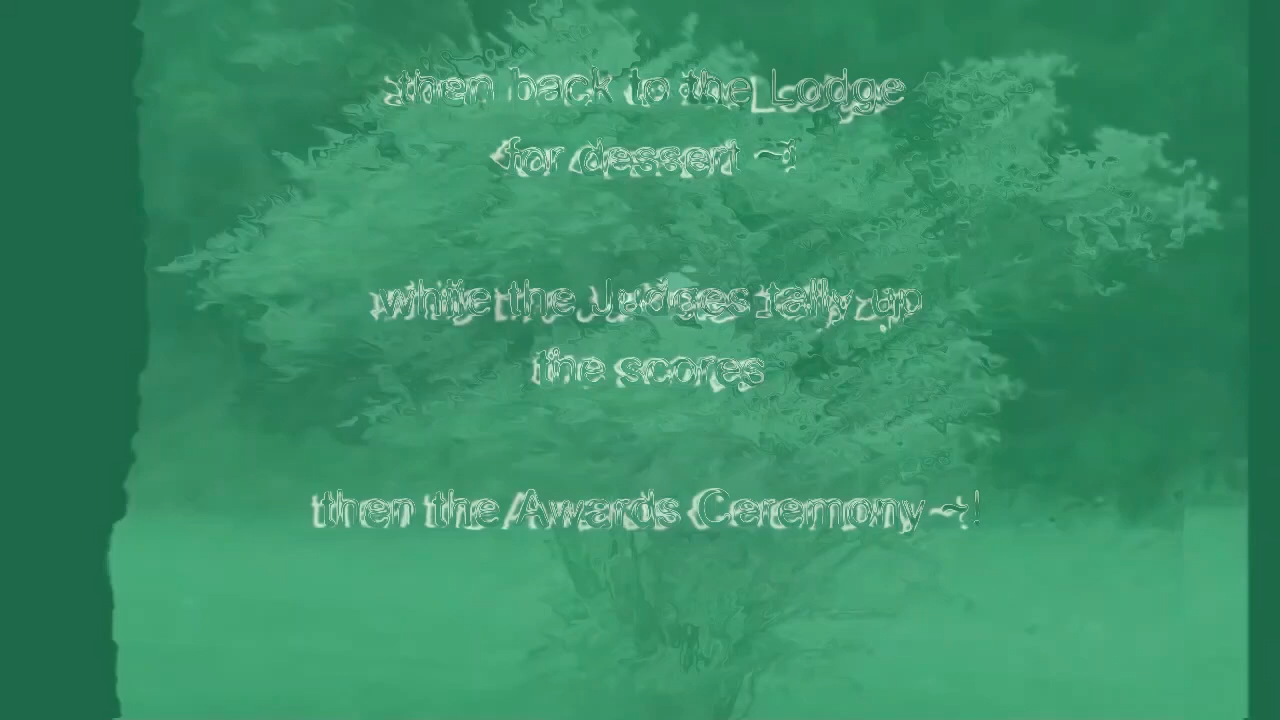 then back to the Lodge
for dessert ~!
while the Judges tally up
the scores
then the Awards Ceremony ~!